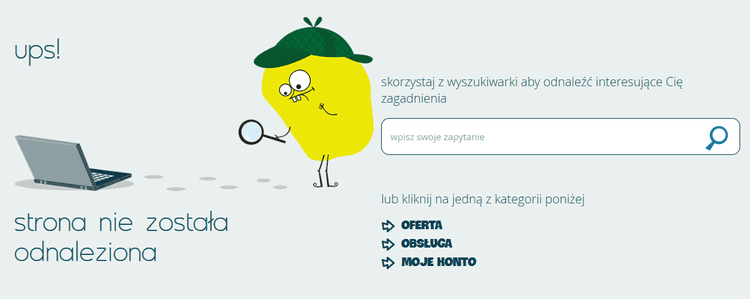 ups!
strona nie została
odnaleziona
skorzystaj z wyszukiwarki aby odnaleźć interesujące Cię
zagadnienia
wpisz swoje zapytanie
lub kliknij na jedną z kategorii poniżej
OFERTA
OBSŁUGA
MOJE KONTO